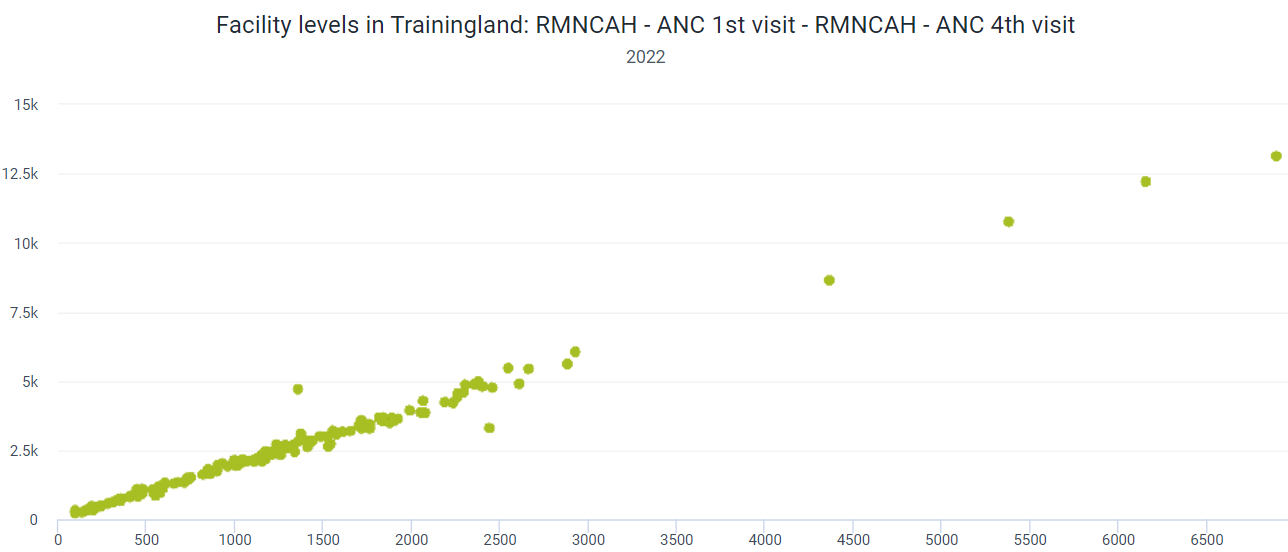 Facility levels in Trainingland: RMNCAH - ANC 1st visit - RMNCAH - ANC 4th visit
2022
15k
12.5k
10k
7.5k
5k
2.5k
0
0 500 1000 1500 2000 2500 3000 3500 4000 4500 5000 5500 6000 6500